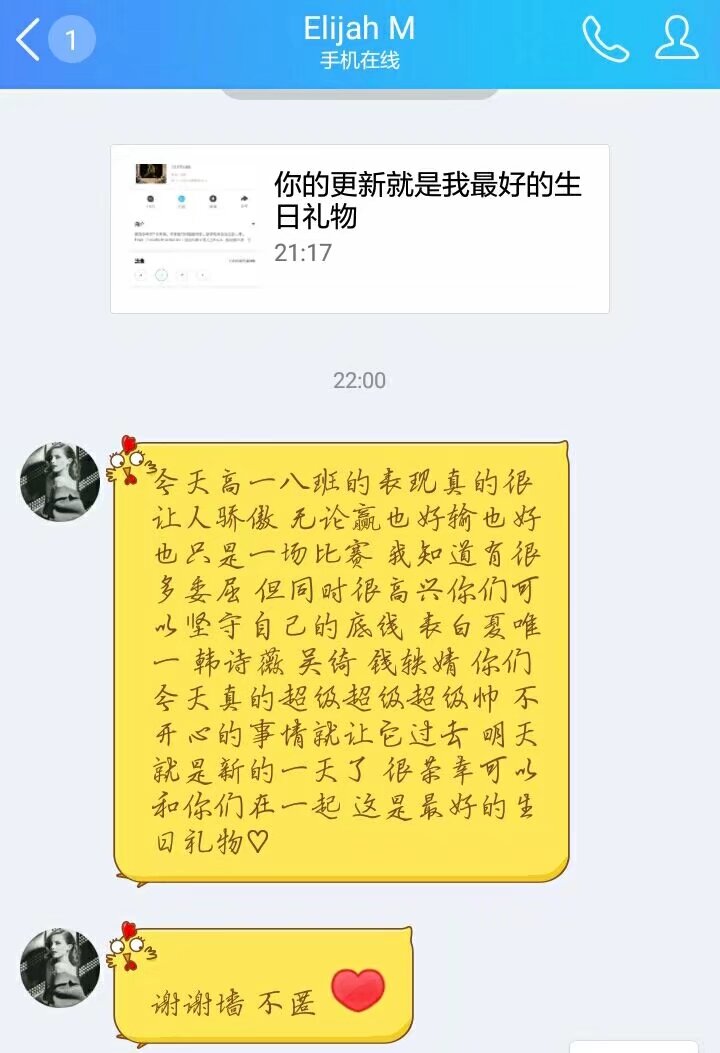 1
Elijah M
手机在线
你的更新就是我最好的生
日礼物
21:17
22:00
今天高一八班的表现真的很
让人骄傲 无论赢也好输也好
也只是一场比赛 我知道有很
多委屈 但同时很高兴你们可
以坚守自己的底线 表白夏唯
一 韩诗薇 吴绮 钱轶婧 你们
今天真的超级超级超级帅 不
开心的事情就让它过去 明天
就是新的一天了 很荣幸可以
和你们在一起 这是最好的生
日礼物♡
谢谢墙 不匿